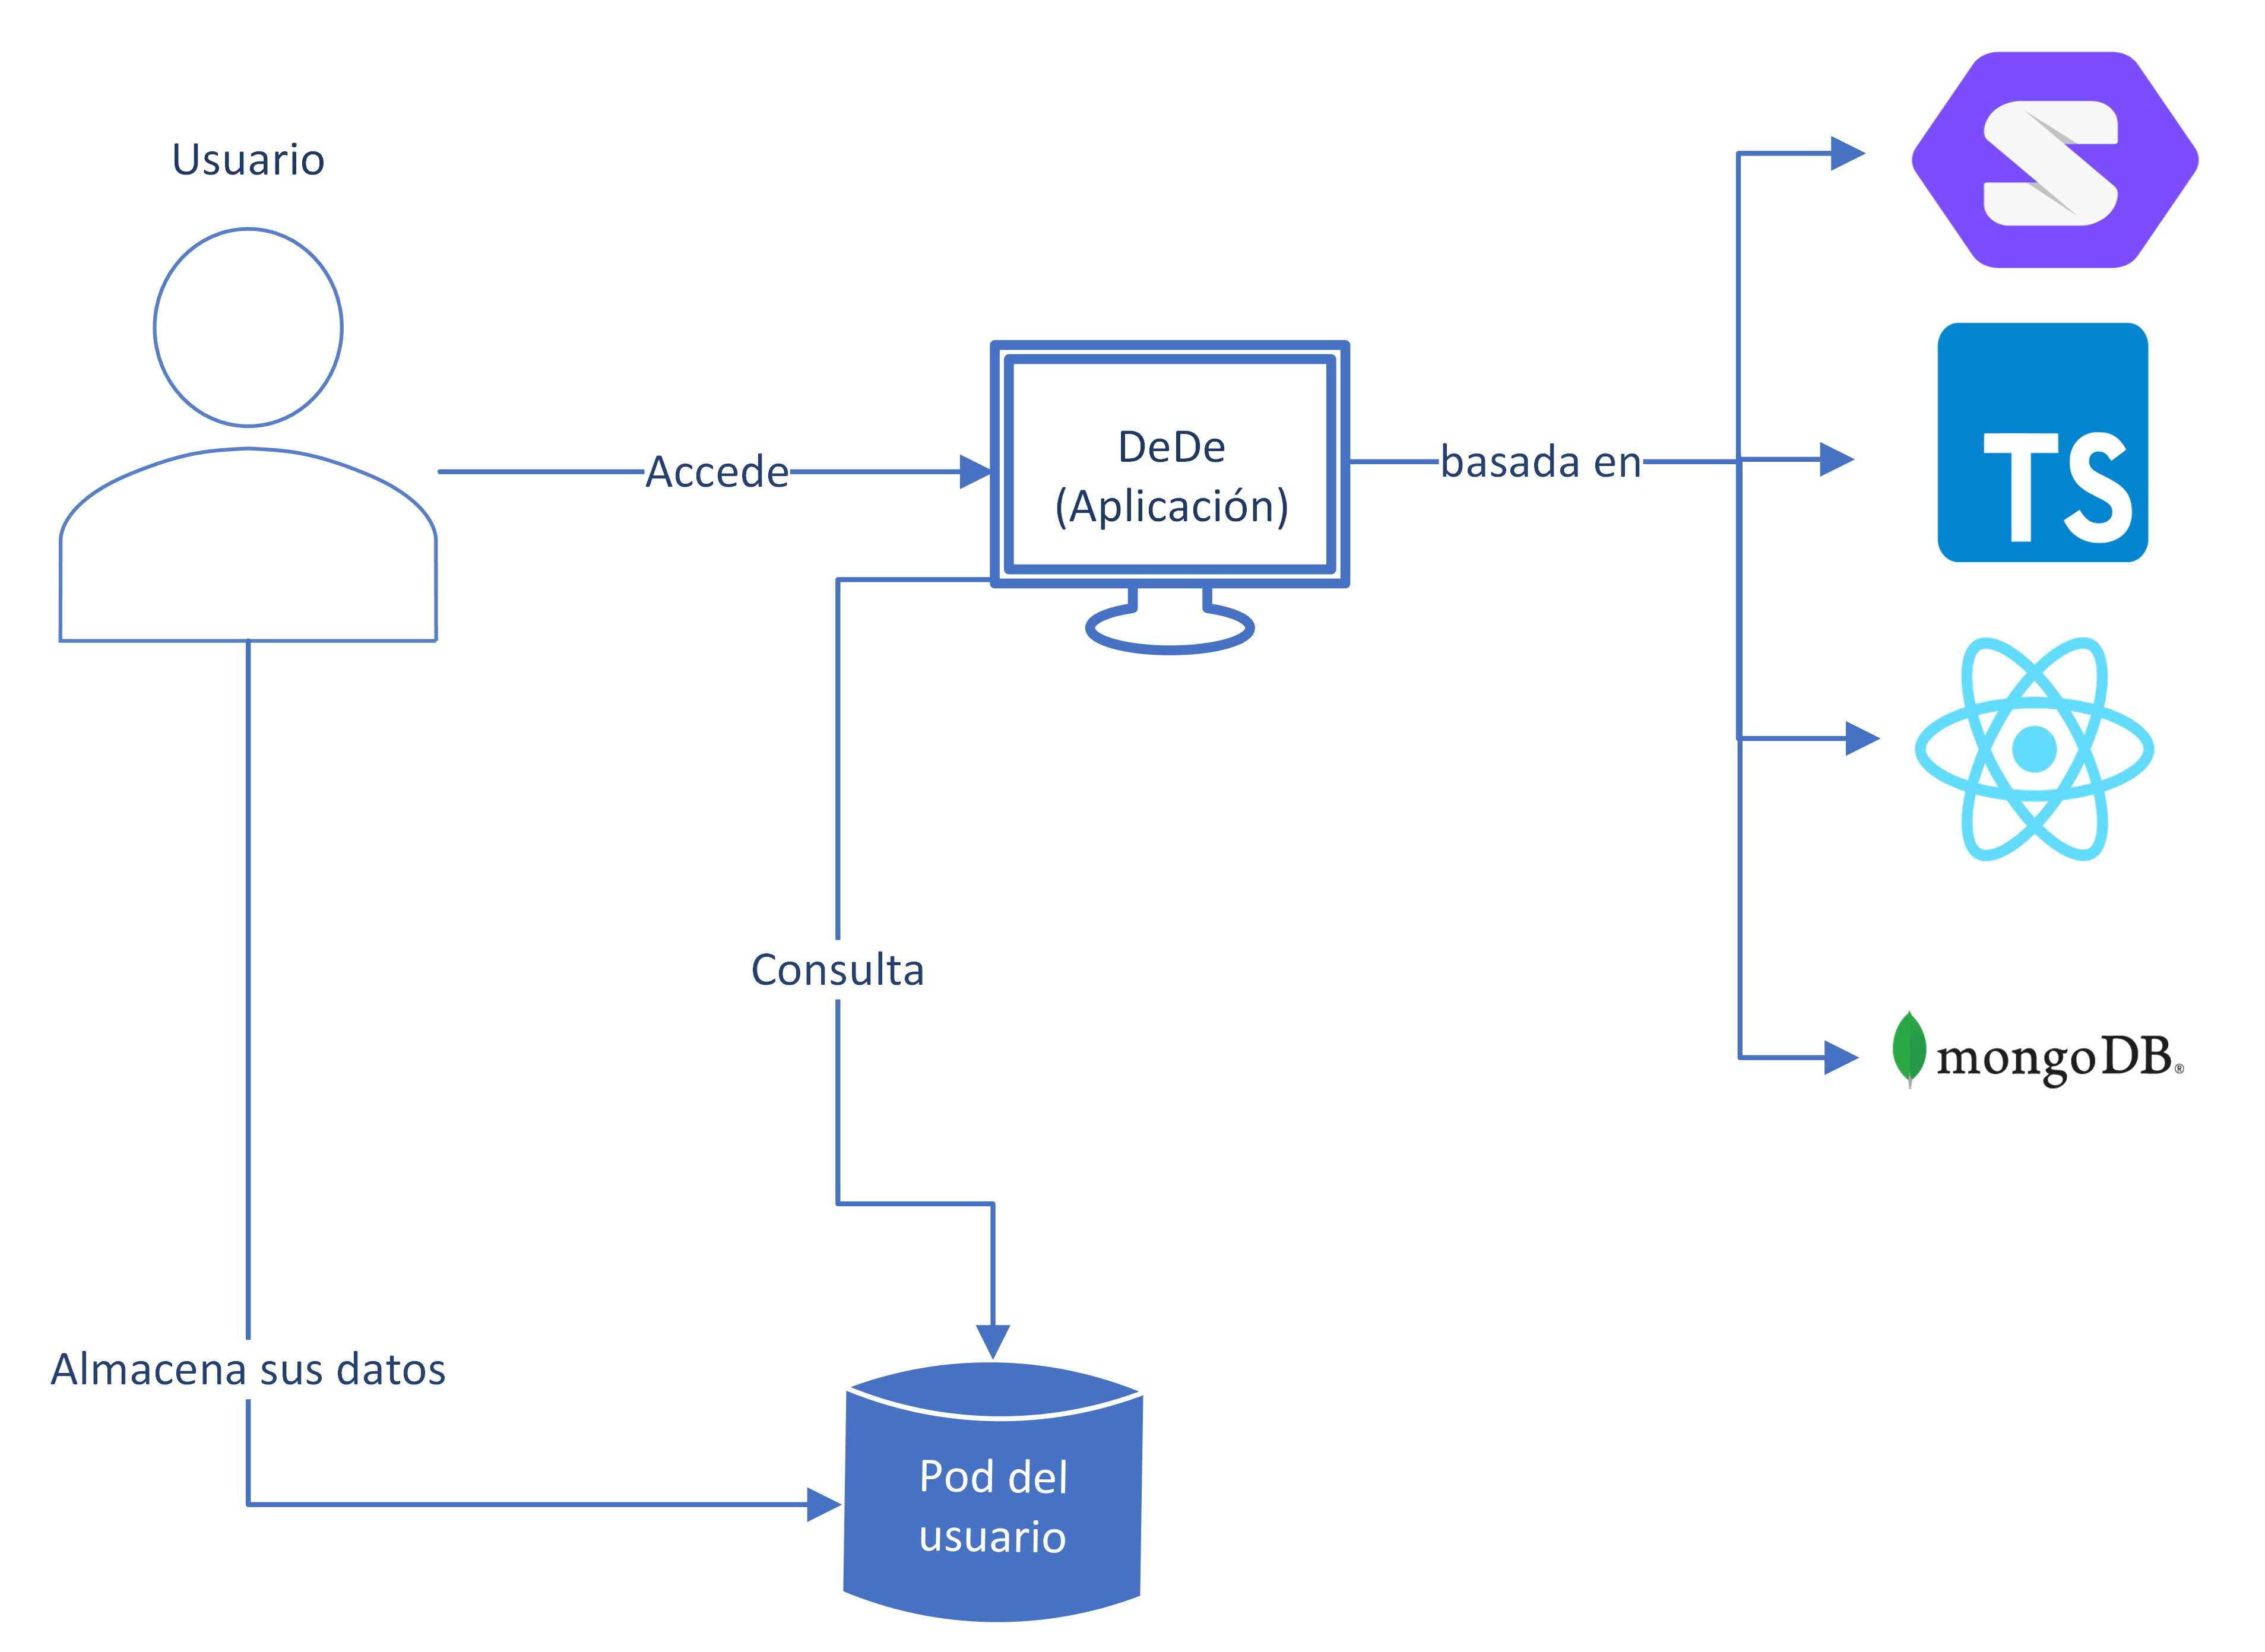 Usuario
Accede
DeDe
(Aplicación)
basada en
TS
mongoDB®
Consulta
Almacena sus datos
Pod del
usuario